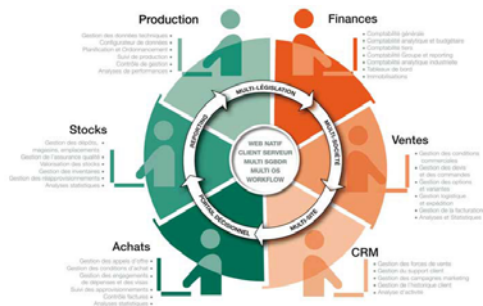 Production
Gestion des données techniques
Configurateur de données
Planification et Ordonnancement
Suivi de production
Contrôle de gestion
Analyses de performances
Finances
Comptabilité générale
Comptabilité analytique et budgétaire
Comptabilité tiers
Comptabilité Groupe et reporting
Comptabilité analytique industrielle
Tableaux de bord
Immobilisations
Stocks
Gestion des dépôts,
magasins, emplacements
Gestion de l'assurance qualité
Valorisation des stocks
Gestion des inventaires
Gestion des réapprovisionnements
Analyses statistiques
MULTI-LÉGISLATION
MULTI-SOCIÉTÉ
MULTI-SITE
PORTAIL DÉCISIONNEL
REPORTING
WEB NATIF
CLIENT SERVEUR
MULTI SGBDR
MULTI OS
WORKFLOW
Ventes
Gestion des conditions
commerciales
Gestion des devis
et des commandes
Gestion des options
et variantes
Gestion logistique
et expédition
Gestion de la facturation
Analyses et Statistiques
Achats
Gestion des appels d'offre
Gestion des conditions d'achat
Gestion des engagements
de dépenses et des visas
Suivi des approvisionnements
Contrôle factures
Analyses statistiques
CRM
Gestion des forces de vente
Gestion du support client
Gestion des campagnes marketing
Gestion de l'historique client
Analyse d'activité